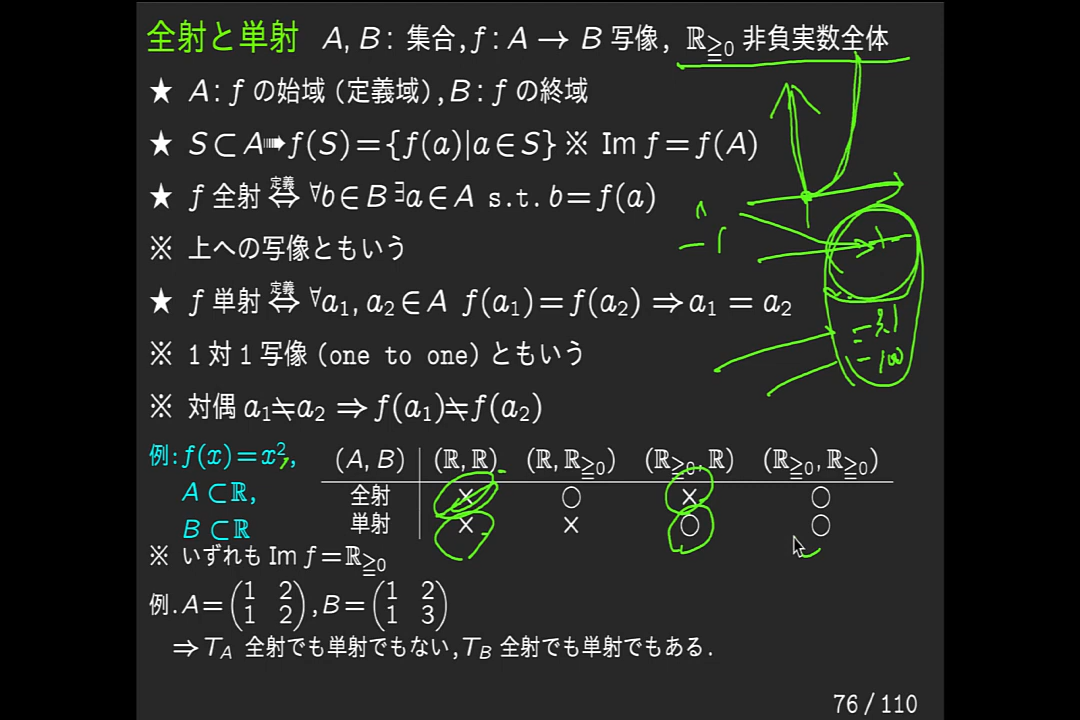 全射と単射 A, B: 集合, f: A → B 写像, ℝ≧0 非負実数全体
★ A: f の始域 (定義域), B: f の終域
★ S⊂A➠f(S)={f(a)|a∈S} ※ Im f=f(A)
★ f 全射 定義⇔ ∀b∈B ∃a∈A s.t. b=f(a)
※ 上への写像ともいう
★ f 単射 定義⇔ ∀a₁, a₂∈A f(a₁)=f(a₂) ⇒a₁ = a₂
※ 1対1写像 (one to one) ともいう
※ 対偶 a₁≠a₂ ⇒ f(a₁)≠f(a₂)
例: f(x)=x², A⊂ℝ, B⊂ℝ
(A, B) (ℝ, ℝ) (ℝ, ℝ≧0) (ℝ≧0, ℝ) (ℝ≧0, ℝ≧0)
全射 × ○ × ○
単射 × × ○ ○
※ いずれも Im f=ℝ≧0
例. A=(1 2
1 2), B=(1 2
1 3)
⇒T_A 全射でも単射でもない, T_B 全射でも単射でもある.
76 / 110